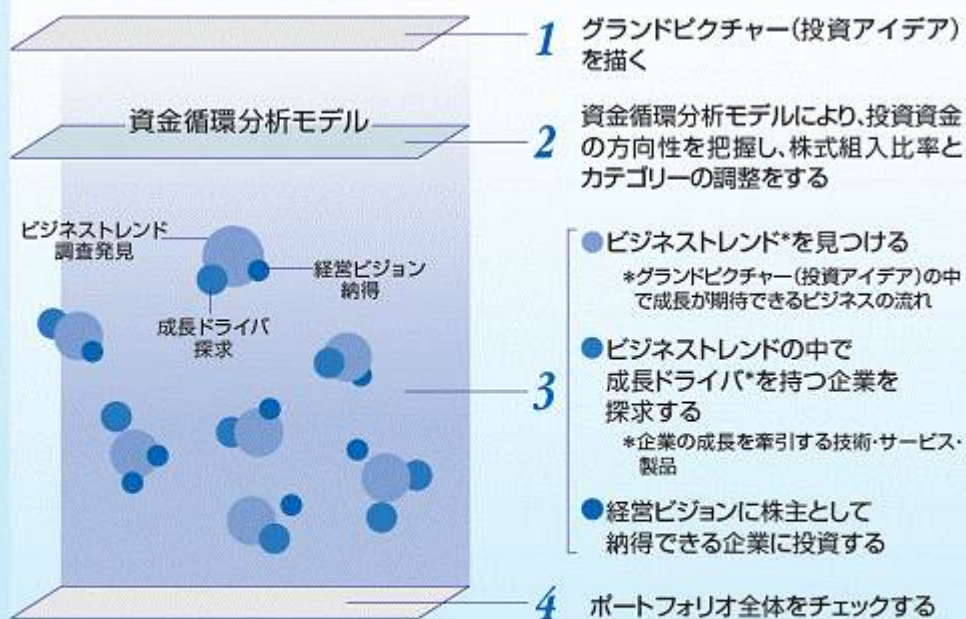 1
グランドピクチャー(投資アイデア)
を描く
資金循環分析モデル
2
資金循環分析モデルにより、投資資金
の方向性を把握し、株式組入比率と
カテゴリーの調整をする
ビジネストレンド
調査発見
経営ビジョン
納得
成長ドライバ
探求
3
ビジネストレンド*を見つける
*グランドピクチャー(投資アイデア)の中
で成長が期待できるビジネスの流れ
ビジネストレンドの中で
成長ドライバ*を持つ企業を
探求する
*企業の成長を牽引する技術・サービス・
製品
経営ビジョンに株主として
納得できる企業に投資する
4
ポートフォリオ全体をチェックする